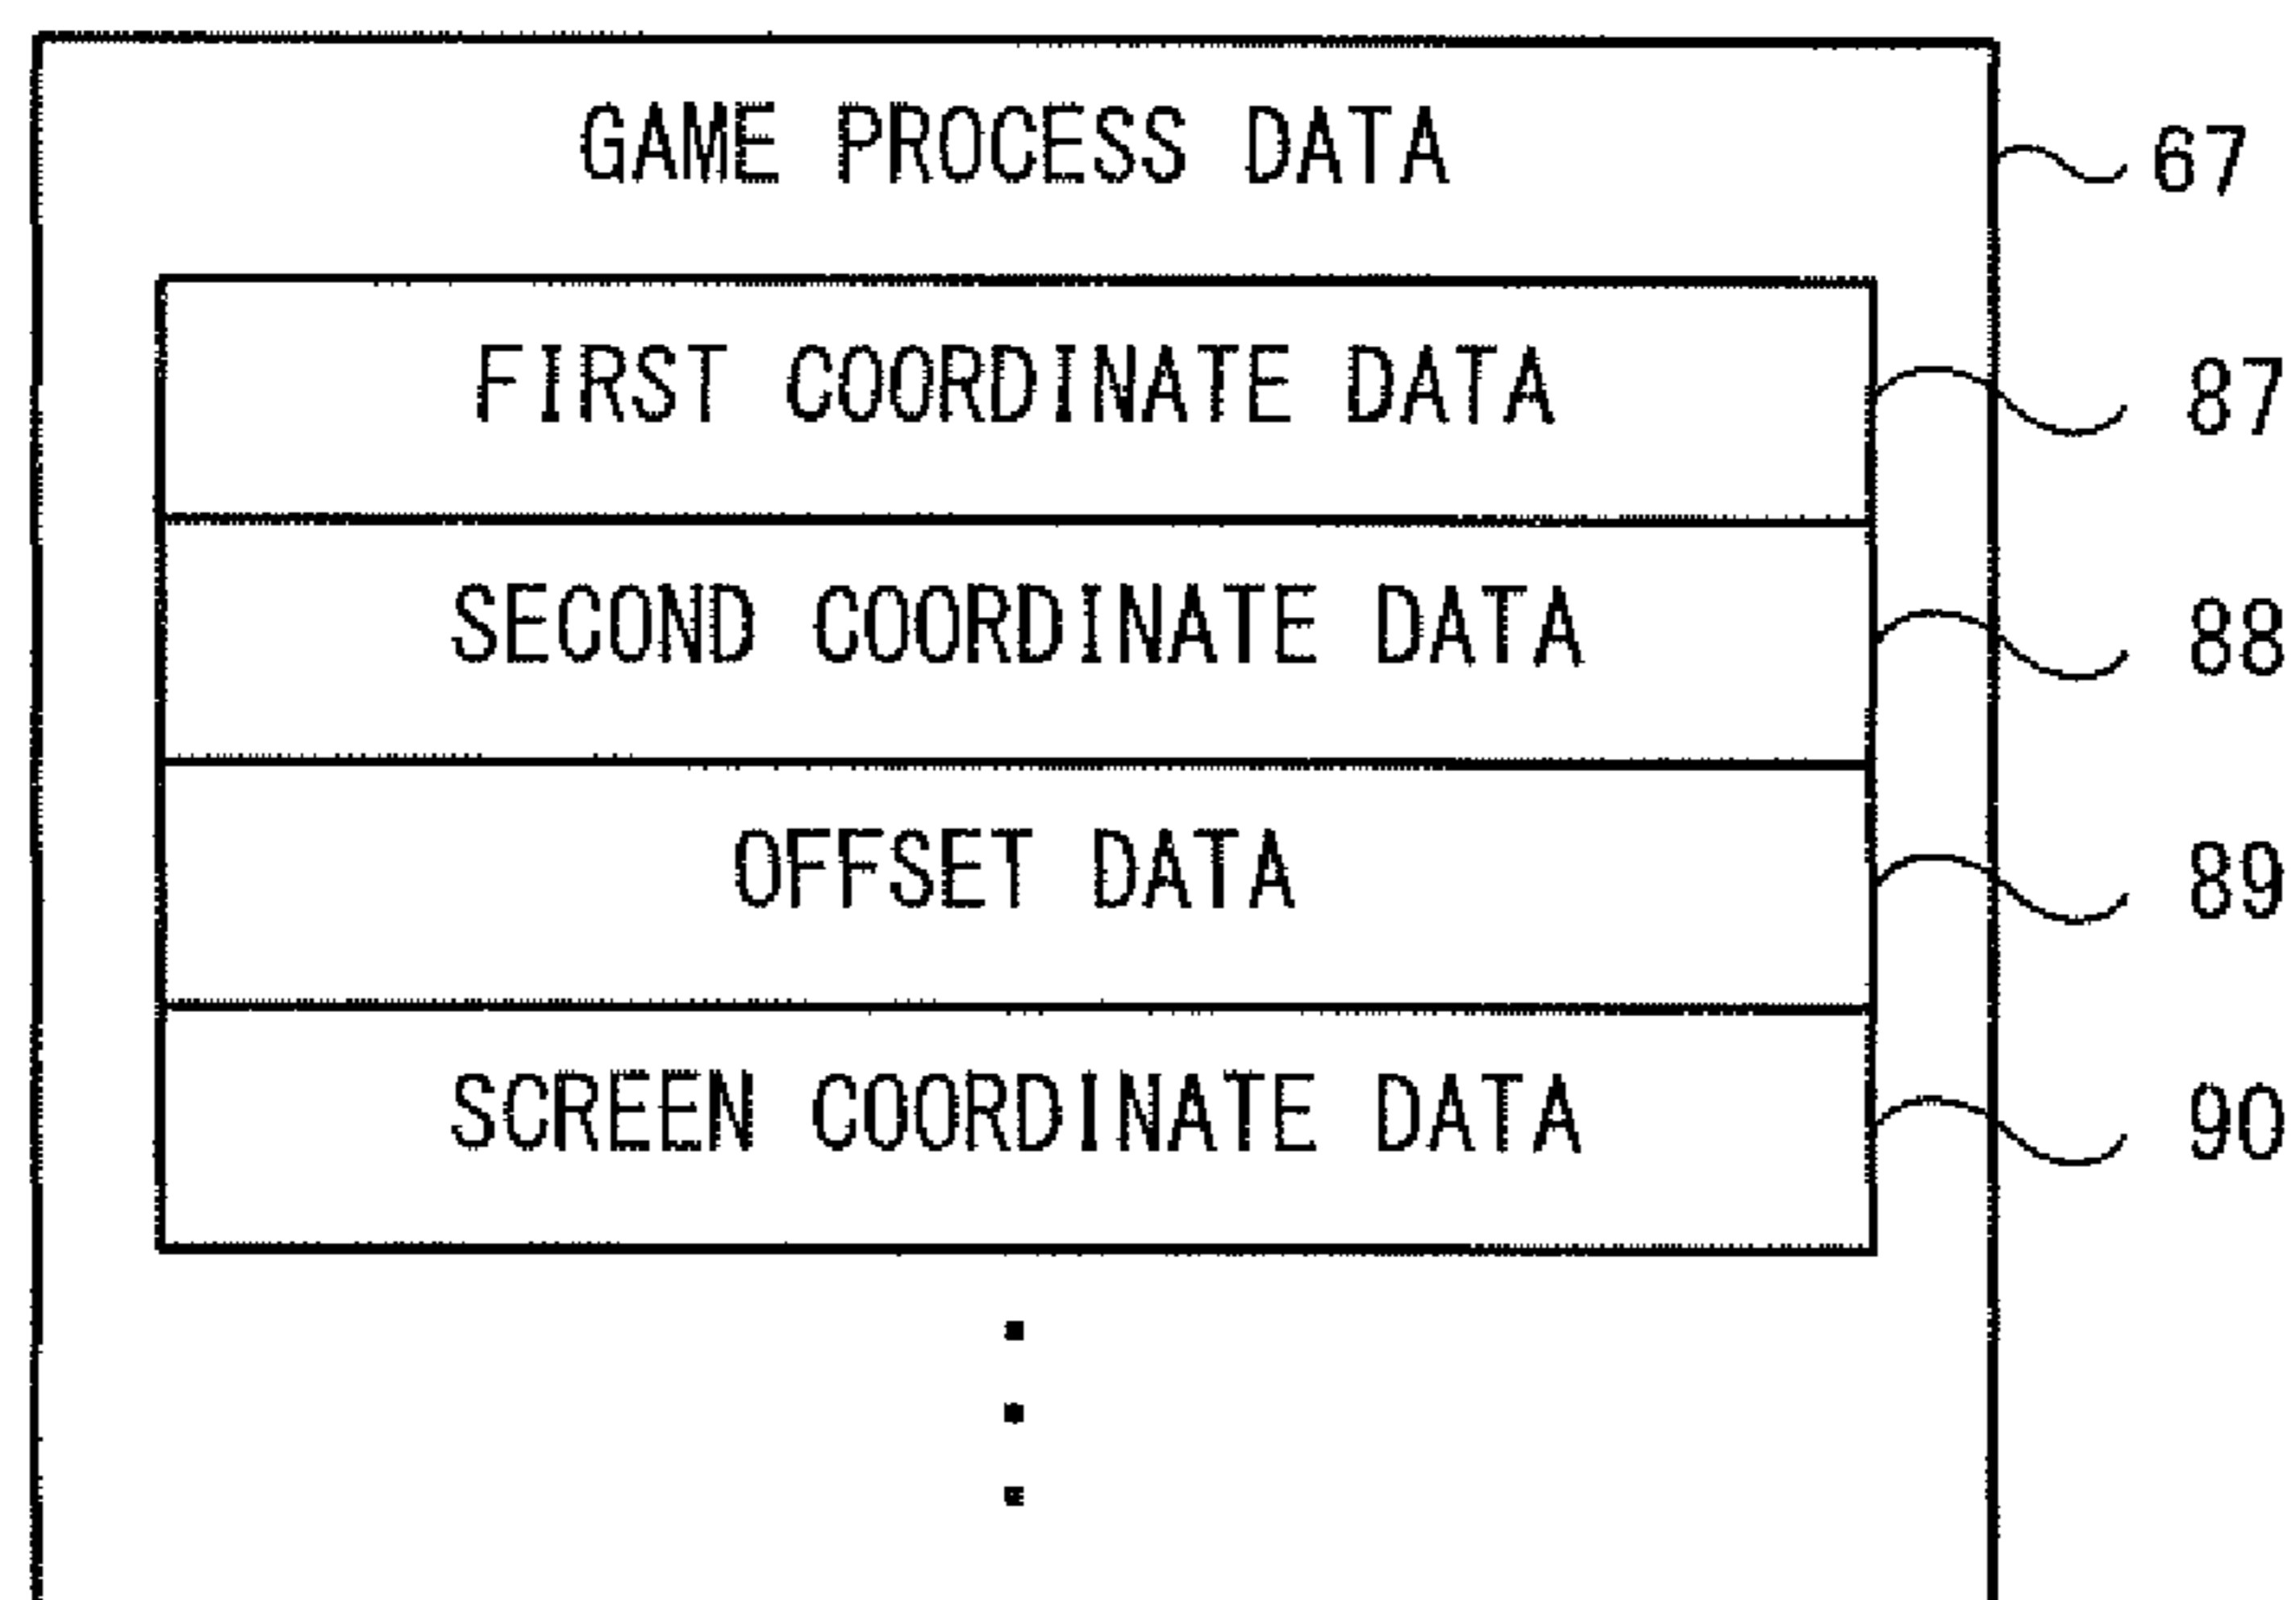 GAME PROCESS DATA 67
FIRST COORDINATE DATA 87
SECOND COORDINATE DATA 88
OFFSET DATA 89
SCREEN COORDINATE DATA 90